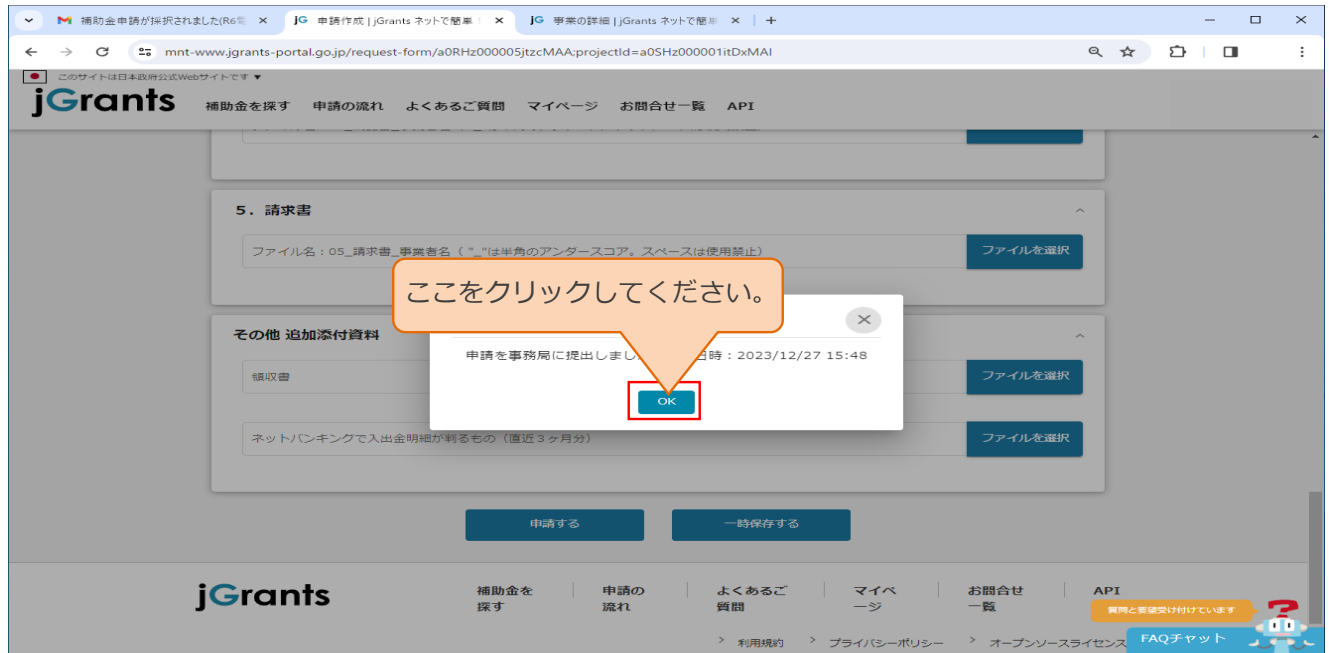 補助金申請が採択されました(R6電
jG 申請作成 | jGrants ネットで簡単!
jG 事業の詳細 | jGrants ネットで簡単
mnt-www.jgrants-portal.go.jp/request-form/a0RHz000005jtzcMAA;projectId=a0SHz000001itDxMAI
このサイトは日本政府公式Webサイトです ▼
jGrants 補助金を探す 申請の流れ よくあるご質問 マイページ お問合せ一覧 API
5．請求書
ファイル名：05_請求書_事業者名（ "_"は半角のアンダースコア。スペースは使用禁止） ファイルを選択
ここをクリックしてください。
その他 追加添付資料
申請を事務局に提出しまし
日時：2023/12/27 15:48
領収書 ファイルを選択
OK
ネットバンキングで入出金明細が判るもの（直近３ヶ月分） ファイルを選択
申請する 一時保存する
jGrants
補助金を探す
申請の流れ
よくあるご質問
マイページ
お問合せ一覧
API
質問と要望受け付けています
FAQチャット
> 利用規約 > プライバシーポリシー > オープンソースライセンス